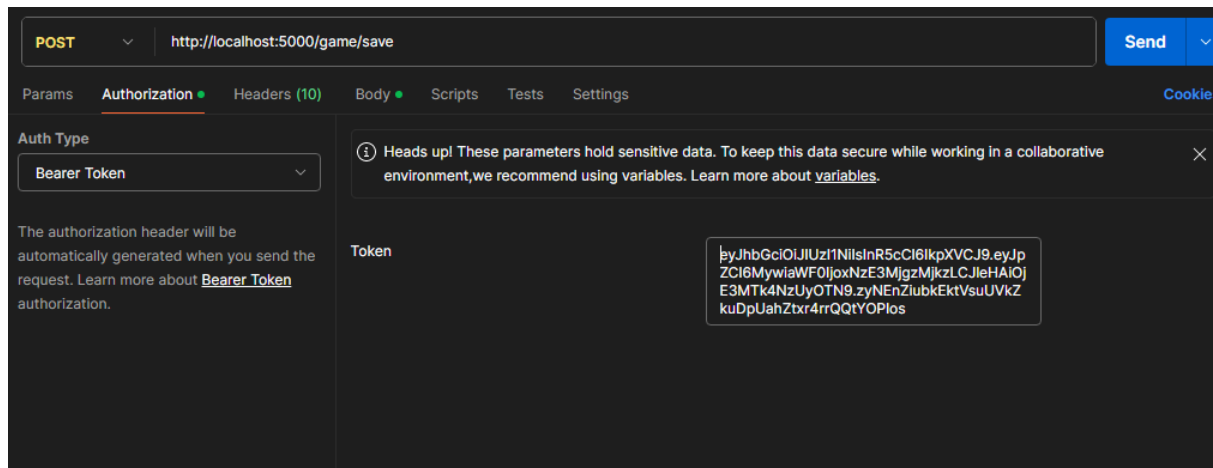 POST http://localhost:5000/game/save Send
Params Authorization Headers (10) Body Scripts Tests Settings Cookie
Auth Type
Bearer Token
The authorization header will be
automatically generated when you send the
request. Learn more about Bearer Token
authorization.
Heads up! These parameters hold sensitive data. To keep this data secure while working in a collaborative
environment,we recommend using variables. Learn more about variables.
Token
eyJhbGciOiJIUzI1NiIsInR5cCI6IkpXVCJ9.eyJp
ZCI6MywiaWF0IjoxNzE3MjgzMjkzLCJleHAiOj
E3MTk4NzUyOTN9.zyNEnZiubkEktVsuUVkZ
kuDpUahZtxr4rrQQtYOPIos